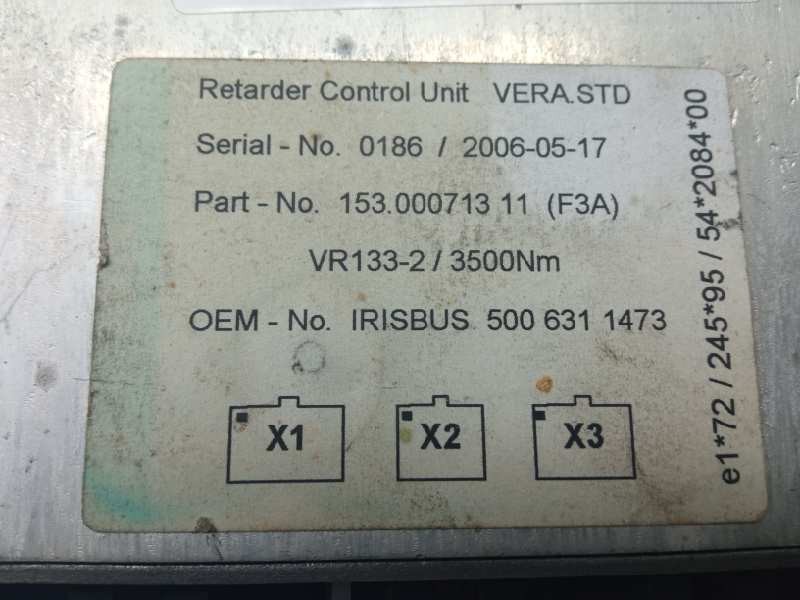 Retarder Control Unit VERA.STD
Serial - No. 0186 / 2006-05-17
Part - No. 153.000713 11 (F3A)
VR133-2 / 3500Nm
OEM - No. IRISBUS 500 631 1473
X1 X2 X3
e1*72 / 245*95 / 54*2084*00